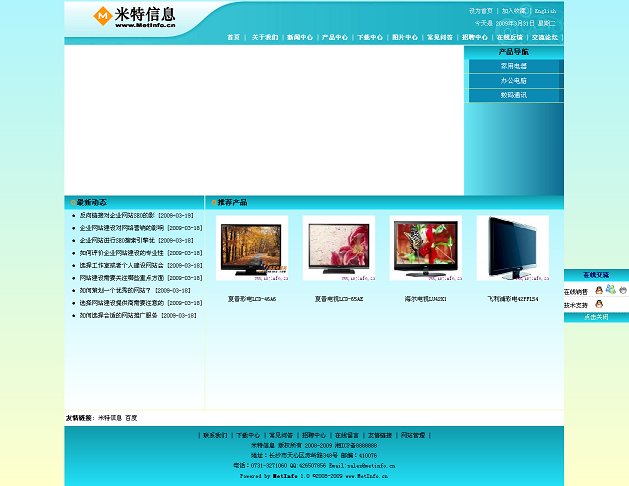 米特信息
www.MetInfo.cn
设为首页 | 加入收藏 | English
今天是 2009年3月31日 星期二
首页 | 关于我们 | 新闻中心 | 产品中心 | 下载中心 | 图片中心 | 常见问答 | 招聘中心 | 在线反馈 | 交流论坛 |
产品导航
家用电器
办公电脑
数码通讯
最新动态
反向链接对企业网站SEO的影 [2009-03-19]
企业网站建设对网络营销的影响 [2009-03-18]
企业网站进行SEO搜索引擎优 [2009-03-18]
如何评价企业网站建设的专业性 [2009-03-18]
选择工作室或者个人建设网站合 [2009-03-18]
网站建设需要关注哪些重点方面 [2009-03-18]
如何策划一个优秀的网站? [2009-03-18]
选择网站建设提供商需要注意的 [2009-03-18]
如何选择合适的网站推广服务 [2009-03-18]
推荐产品
夏普彩电LCD-46A6
夏普电视LCD-65AE
海尔电视LU42K1
飞利浦彩电42PFL54
在线交流
在线销售
技术支持
点击关闭
友情链接: 米特信息 百度
| 联系我们 | 下载中心 | 常见问答 | 招聘中心 | 在线留言 | 友情链接 | 网站管理 |
米特信息 版权所有 2008-2009 湘ICP备8888888
地址:长沙市天心区 邮编:410076
电话:0731-3271060 QQ:426507856 Email:sales@metinfo.cn
Powered by MetInfo 1.0 ©2008-2009 www.MetInfo.cn